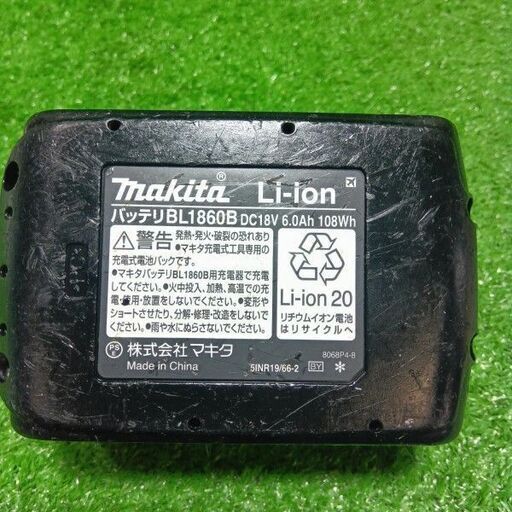 makita® Li-ion
バッテリBL1860B DC18V 6.0Ah 108Wh
警告 発熱・発火・破裂の恐れあり
●マキタ充電式工具専用の
充電式電池パックです。
●マキタバッテリBL1860B用充電器で充電
してください。●火中投入、加熱、高温での充
電・使用・放置をしないでください。●変形や
ショートさせたり、分解・修理・改造をしないで
ください。●雨や水にぬらさないでください。
Li-ion 20
リチウムイオン電池
はリサイクルへ
PS E 株式会社 マキタ
8068P4-8
Made in China
5INR19/66-2
BY